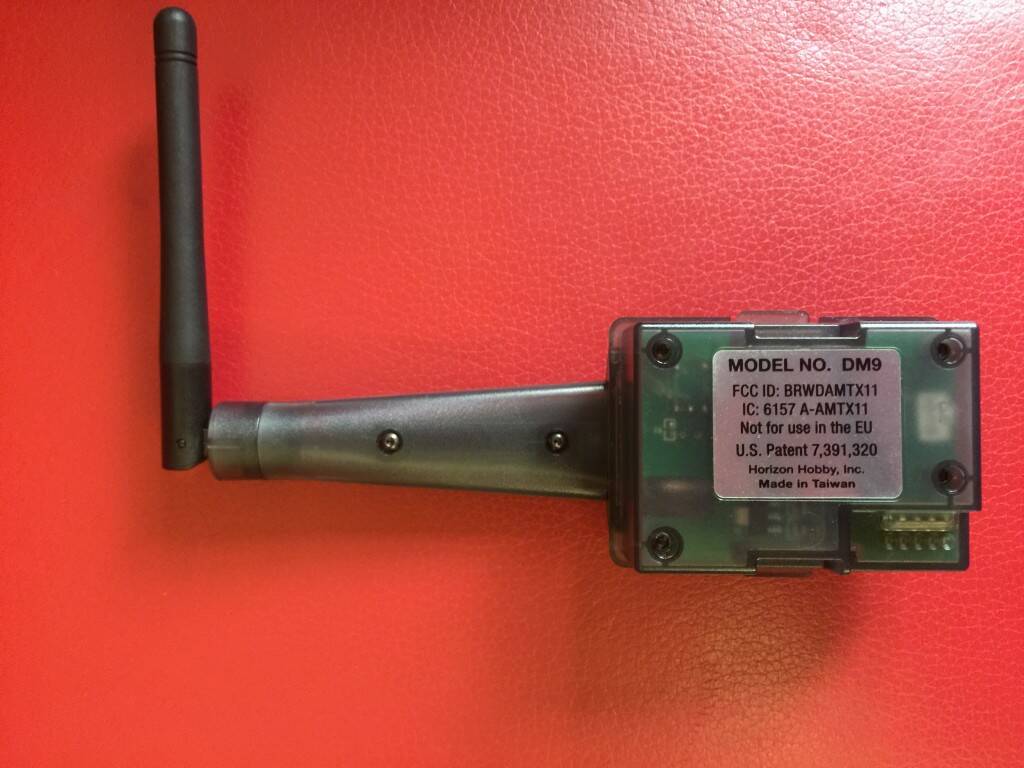 MODEL NO. DM9
FCC ID: BRWDAMTX11
IC: 6157 A-AMTX11
Not for use in the EU
U.S. Patent 7,391,320
Horizon Hobby, Inc.
Made in Taiwan